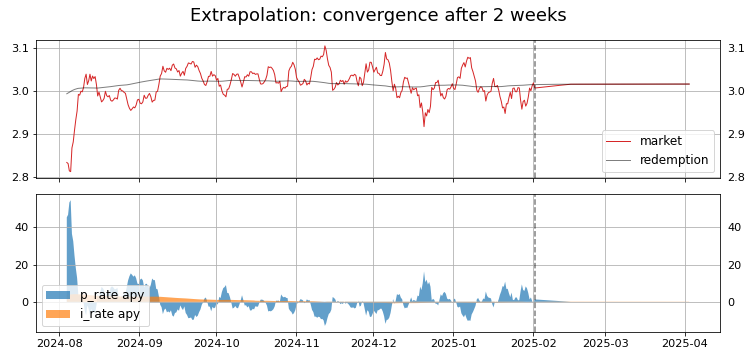 Extrapolation: convergence after 2 weeks
3.1 3.1
3.0 3.0
2.9 2.9
market
redemption
2.8 2.8
40 40
20 20
p_rate apy
0 0
i_rate apy
2024-08 2024-09 2024-10 2024-11 2024-12 2025-01 2025-02 2025-03 2025-04